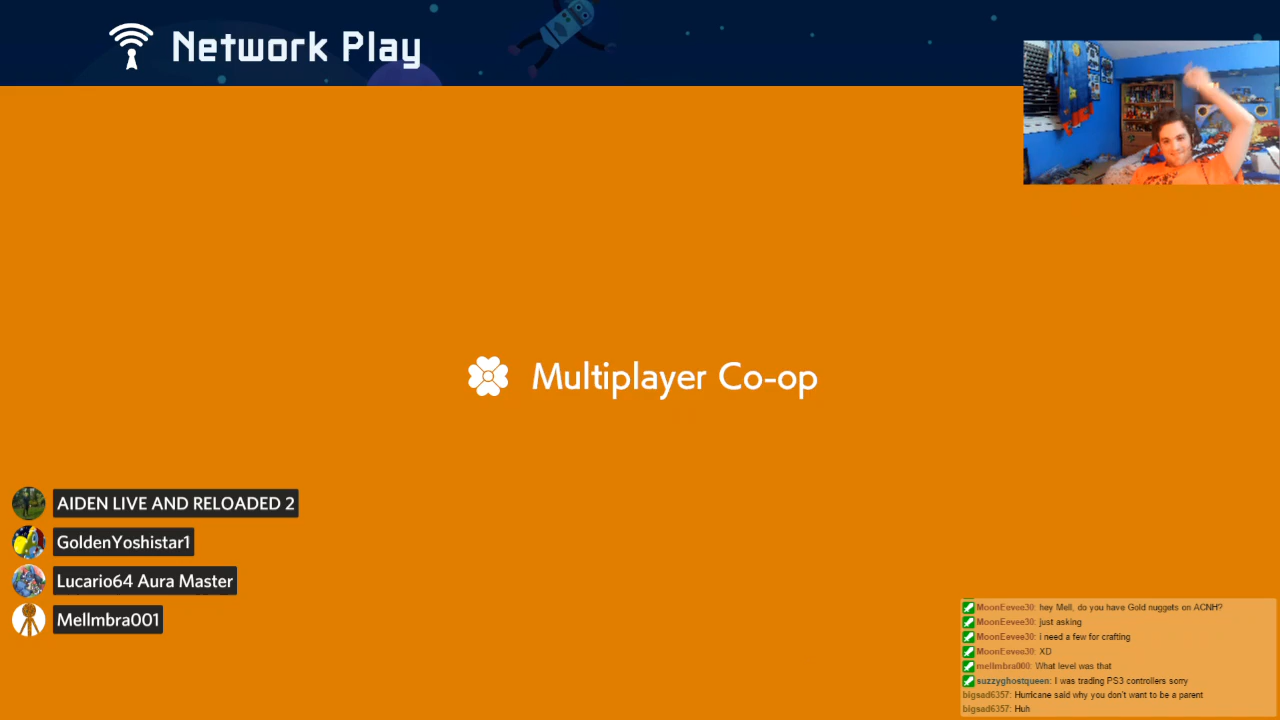 Network Play
Multiplayer Co-op
AIDEN LIVE AND RELOADED 2
GoldenYoshistar1
Lucario64 Aura Master
Mellmbra001
MoonEevee30: hey Mell, do you have Gold nuggets on ACNH?
MoonEevee30: just asking
MoonEevee30: i need a few for crafting
MoonEevee30: XD
mellmbra000: What level was that
suzzyghostqueen: I was trading PS3 controllers sorry
bigsad6357: Hurricane said why you don't want to be a parent
bigsad6357: Huh